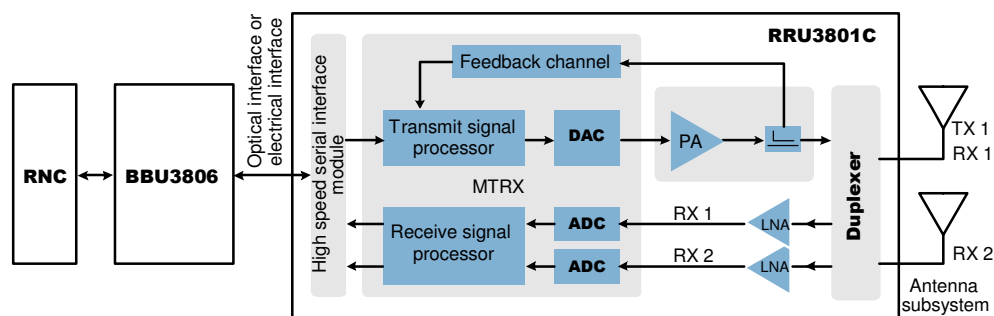 RRU3801C
Optical interface or
electrical interface
High speed serial interface
module
Feedback channel
Transmit signal
processor
DAC
PA
TX 1
RX 1
RNC
BBU3806
MTRX
Duplexer
Receive signal
processor
ADC
RX 1
LNA
ADC
RX 2
LNA
RX 2
Antenna
subsystem